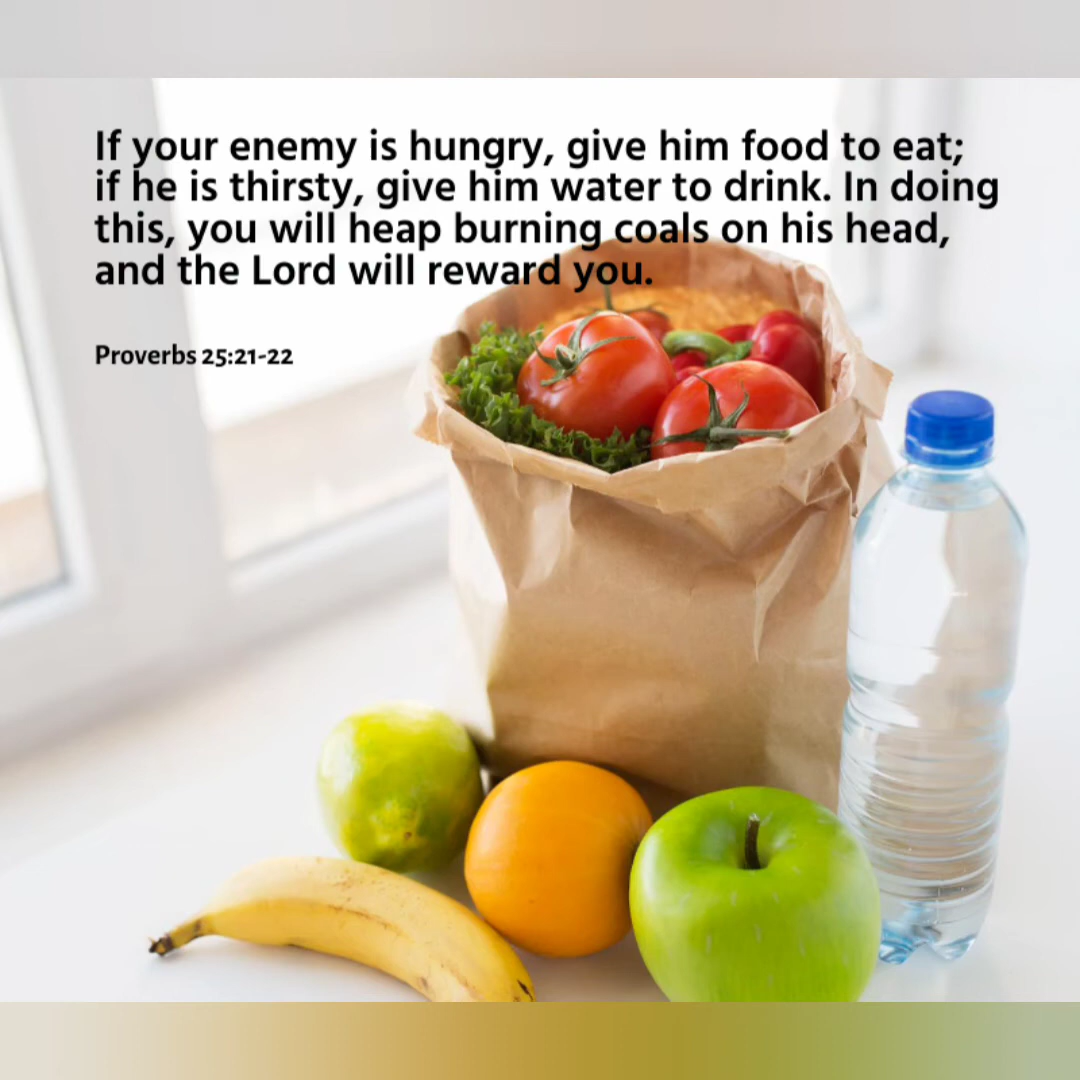 If your enemy is hungry, give him food to eat;
if he is thirsty, give him water to drink. In doing
this, you will heap burning coals on his head,
and the Lord will reward you.
Proverbs 25:21-22